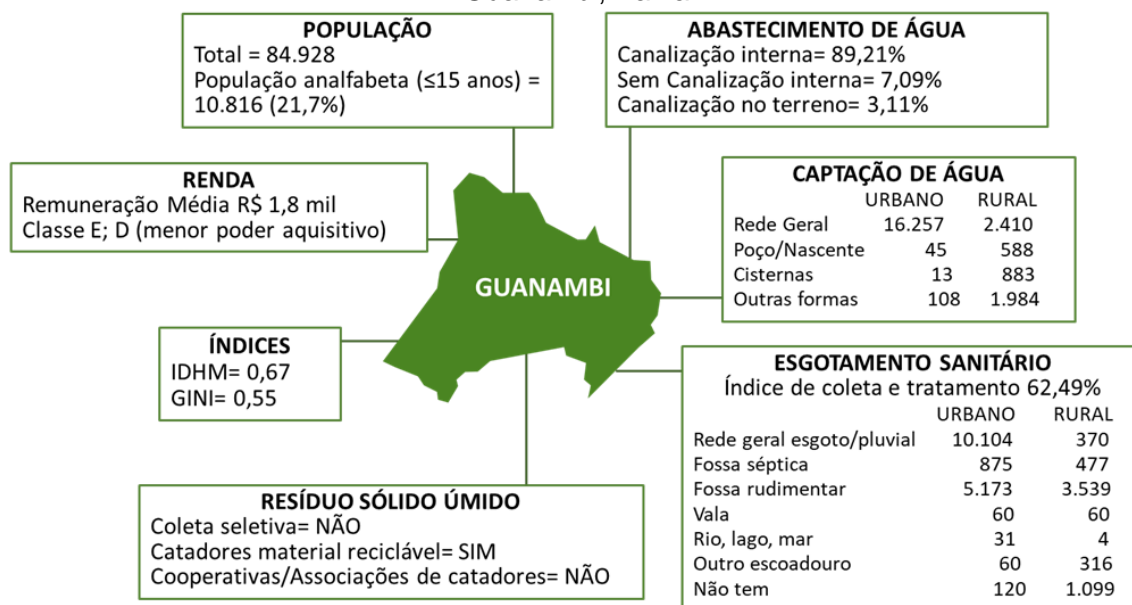 POPULAÇÃO
Total = 84.928
População analfabeta (≤15 anos) =
10.816 (21,7%)
ABASTECIMENTO DE ÁGUA
Canalização interna= 89,21%
Sem Canalização interna= 7,09%
Canalização no terreno= 3,11%
RENDA
Remuneração Média R$ 1,8 mil
Classe E; D (menor poder aquisitivo)
CAPTAÇÃO DE ÁGUA
URBANO RURAL
Rede Geral 16.257 2.410
Poço/Nascente 45 588
Cisternas 13 883
Outras formas 108 1.984
GUANAMBI
ÍNDICES
IDHM= 0,67
GINI= 0,55
ESGOTAMENTO SANITÁRIO
Índice de coleta e tratamento 62,49%
URBANO RURAL
Rede geral esgoto/pluvial 10.104 370
Fossa séptica 875 477
Fossa rudimentar 5.173 3.539
Vala 60 60
Rio, lago, mar 31 4
Outro escoadouro 60 316
Não tem 120 1.099
RESÍDUO SÓLIDO ÚMIDO
Coleta seletiva= NÃO
Catadores material reciclável= SIM
Cooperativas/Associações de catadores= NÃO